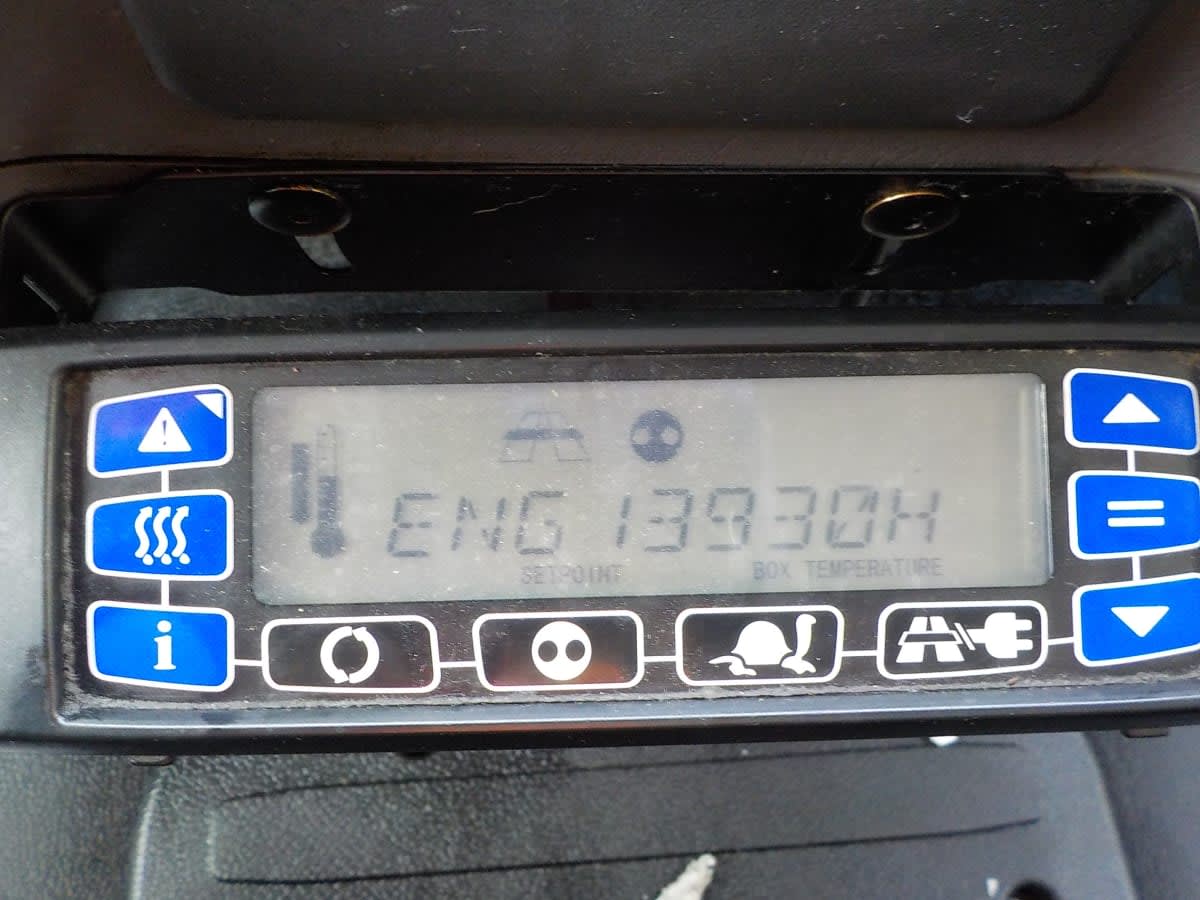 ENG 13930H
SETPOINT BOX TEMPERATURE
i